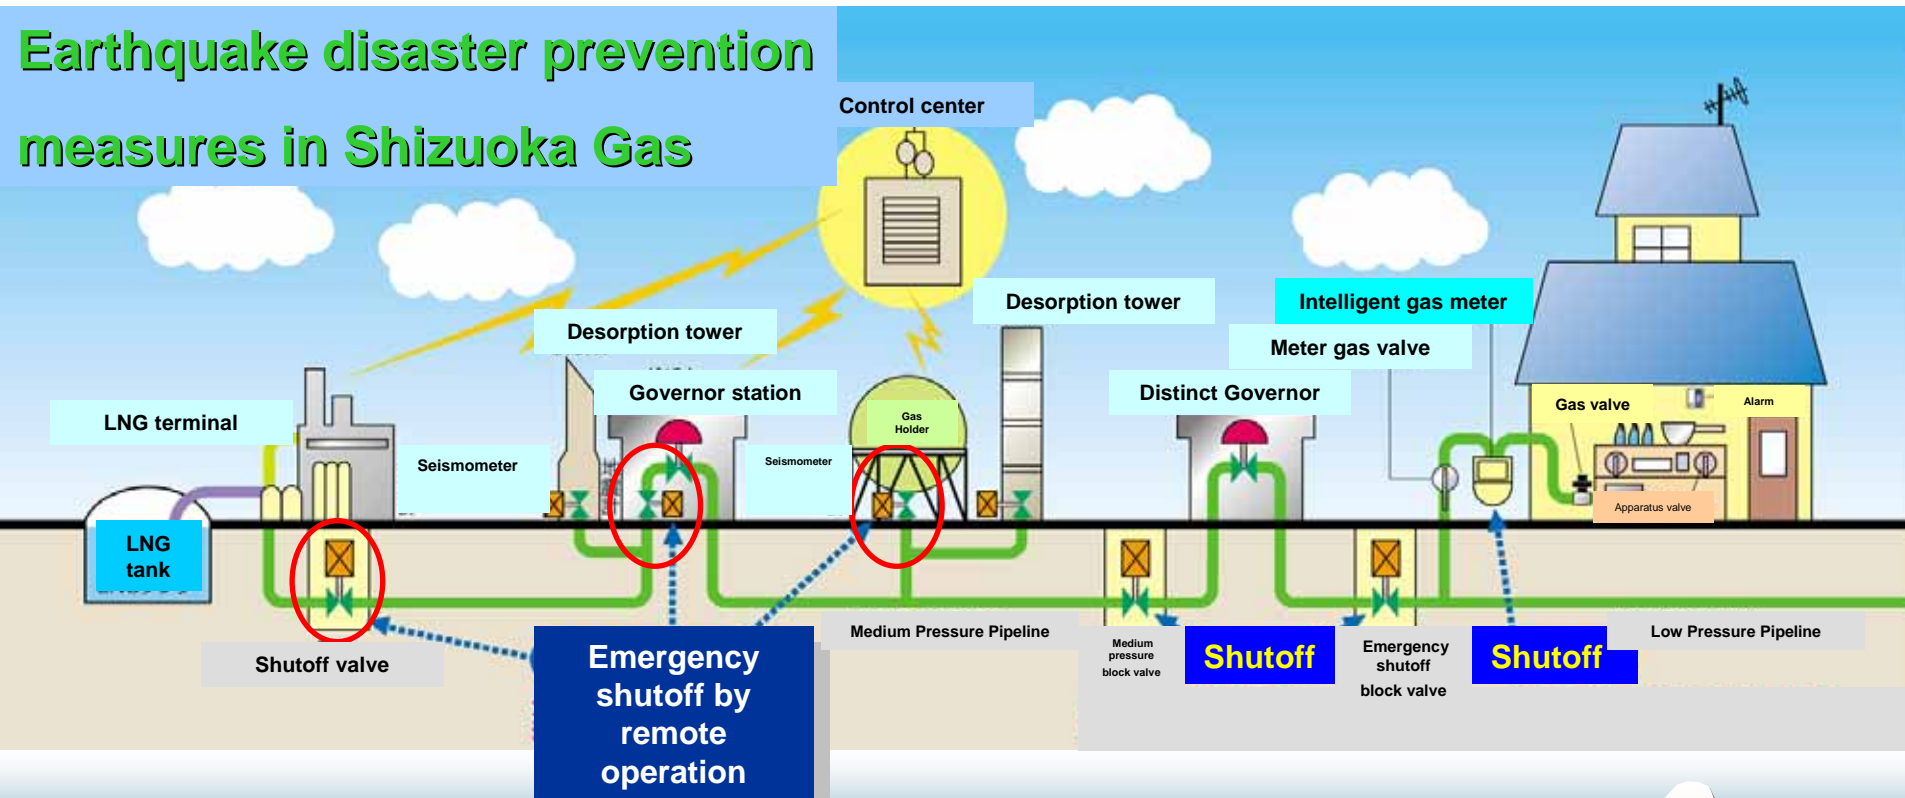 Earthquake disaster prevention
measures in Shizuoka Gas
Control center
Desorption tower
Intelligent gas meter
Desorption tower
Meter gas valve
Governor station
Distinct Governor
LNG terminal
Gas
Holder
Gas valve
Alarm
Seismometer
Seismometer
Apparatus valve
LNG
tank
Shutoff valve
Emergency
shutoff by
remote
operation
Medium Pressure Pipeline
Medium
pressure
block valve
Shutoff
Emergency
shutoff
block valve
Shutoff
Low Pressure Pipeline